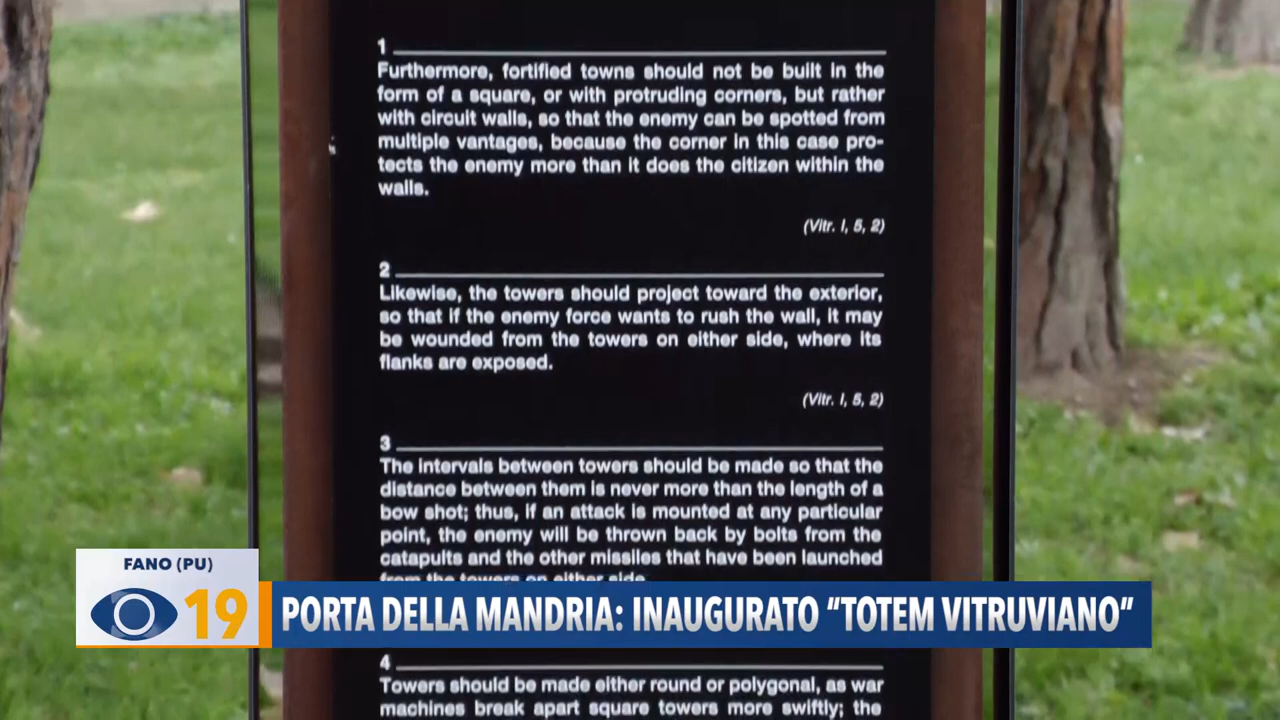 1
Furthermore, fortified towns should not be built in the
form of a square, or with protruding corners, but rather
with circuit walls, so that the enemy can be spotted from
multiple vantages, because the corner in this case pro-
tects the enemy more than it does the citizen within the
walls.
(Vitr. I, 5, 2)
2
Likewise, the towers should project toward the exterior,
so that if the enemy force wants to rush the wall, it may
be wounded from the towers on either side, where its
flanks are exposed.
(Vitr. I, 5, 2)
3
The intervals between towers should be made so that the
distance between them is never more than the length of a
bow shot; thus, if an attack is mounted at any particular
point, the enemy will be thrown back by bolts from the
catapults and the other missiles that have been launched
from the towers on either side.
FANO (PU)
19
PORTA DELLA MANDRIA: INAUGURATO “TOTEM VITRUVIANO”
4
Towers should be made either round or polygonal, as war
machines break apart square towers more swiftly; the